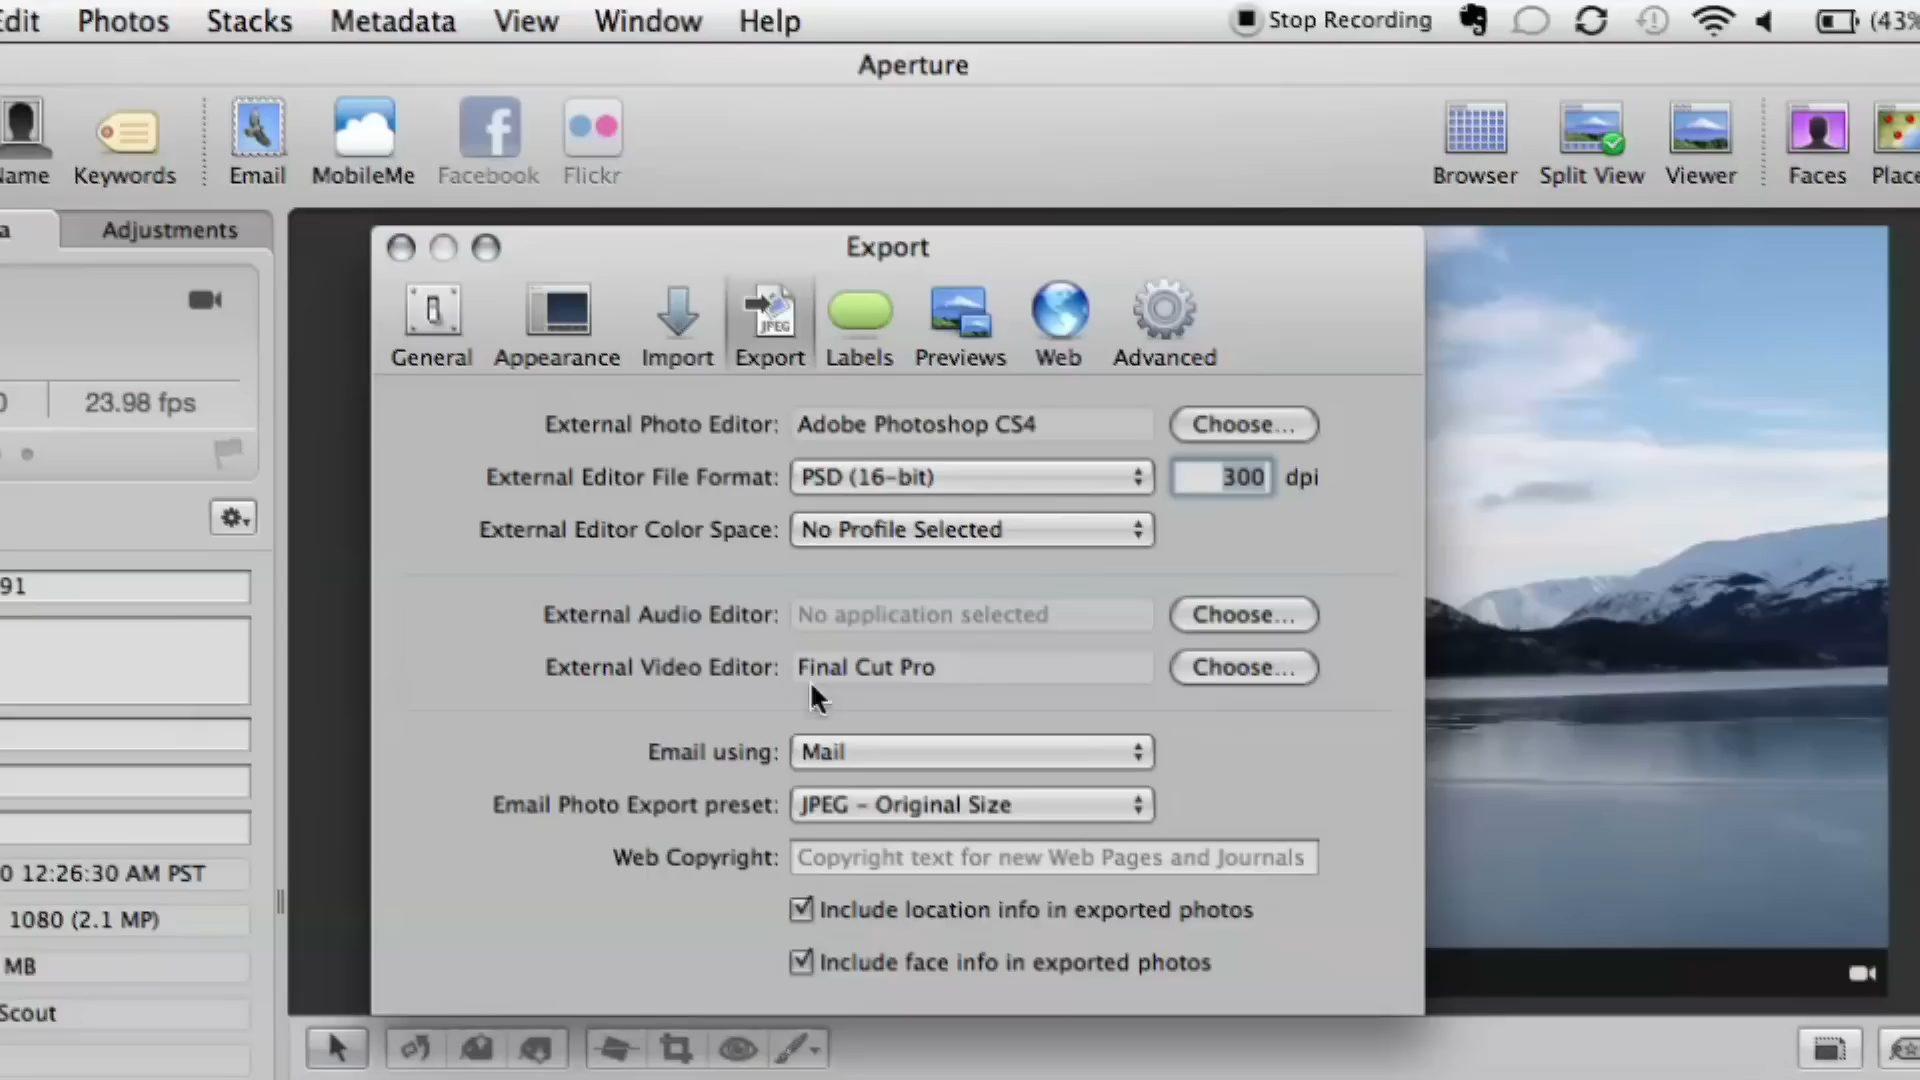 Edit Photos Stacks Metadata View Window Help Stop Recording (43%
Aperture
Name Keywords Email MobileMe Facebook Flickr Browser Split View Viewer Faces Place
a Adjustments
Export
General Appearance Import Export Labels Previews Web Advanced
JPEG
0 23.98 fps
External Photo Editor: Adobe Photoshop CS4 Choose...
External Editor File Format: PSD (16-bit) 300 dpi
External Editor Color Space: No Profile Selected
91
External Audio Editor: No application selected Choose...
External Video Editor: Final Cut Pro Choose...
Email using: Mail
Email Photo Export preset: JPEG - Original Size
Web Copyright: Copyright text for new Web Pages and Journals
0 12:26:30 AM PST
Include location info in exported photos
1080 (2.1 MP)
Include face info in exported photos
MB
Scout